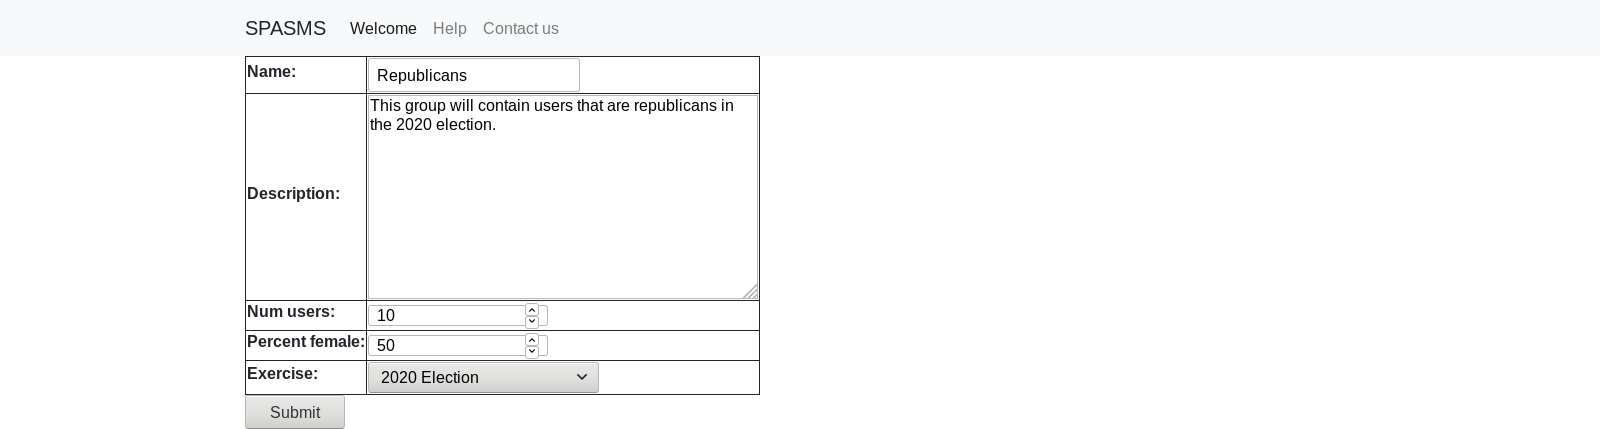 SPASMS Welcome Help Contact us
Name: Republicans
Description: This group will contain users that are republicans in
the 2020 election.
Num users: 10
Percent female: 50
Exercise: 2020 Election
Submit